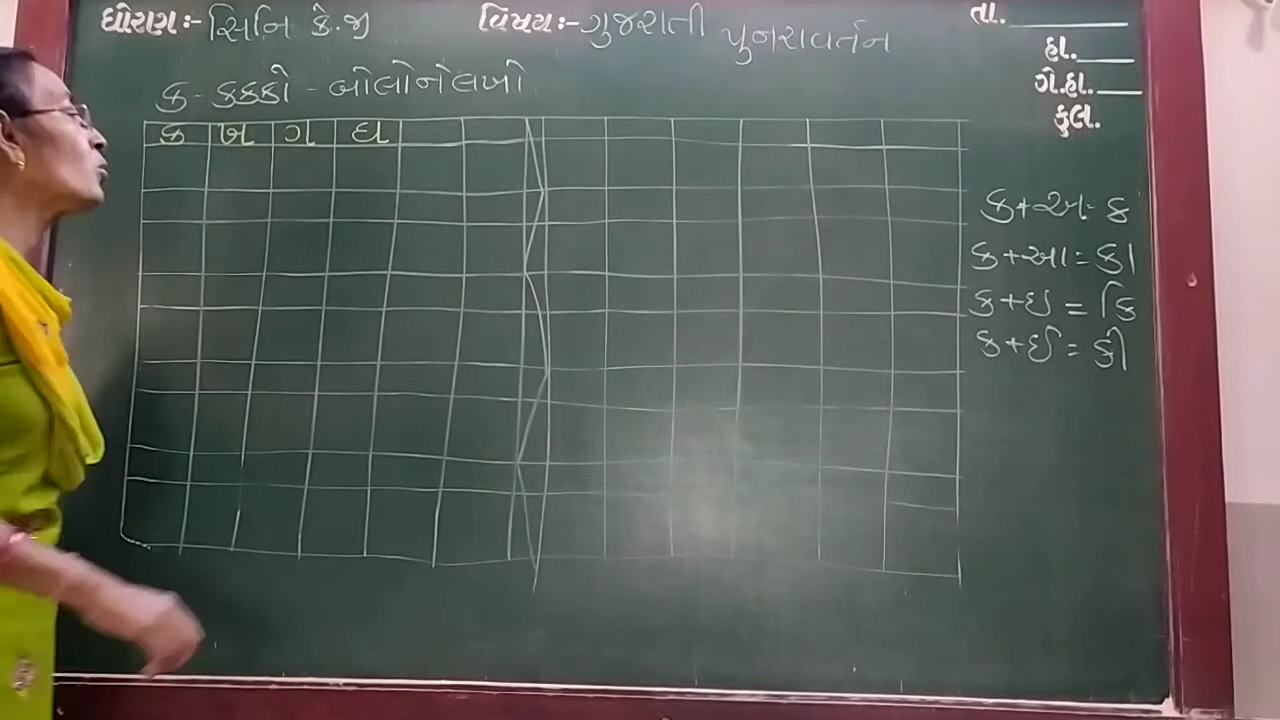 ધોરણઃ- સિનિ કે.જી વિષયઃ- ગુજરાતી પુનરાવર્તન
તા.
હા.
ગે.હા.
કુલ.
ક - કક્કો - બોલોનેલખો.
ક ખ ગ ઘ
ક+અ= ક
ક+આ= કા
ક+ઇ = કિ
ક+ઈ= કી